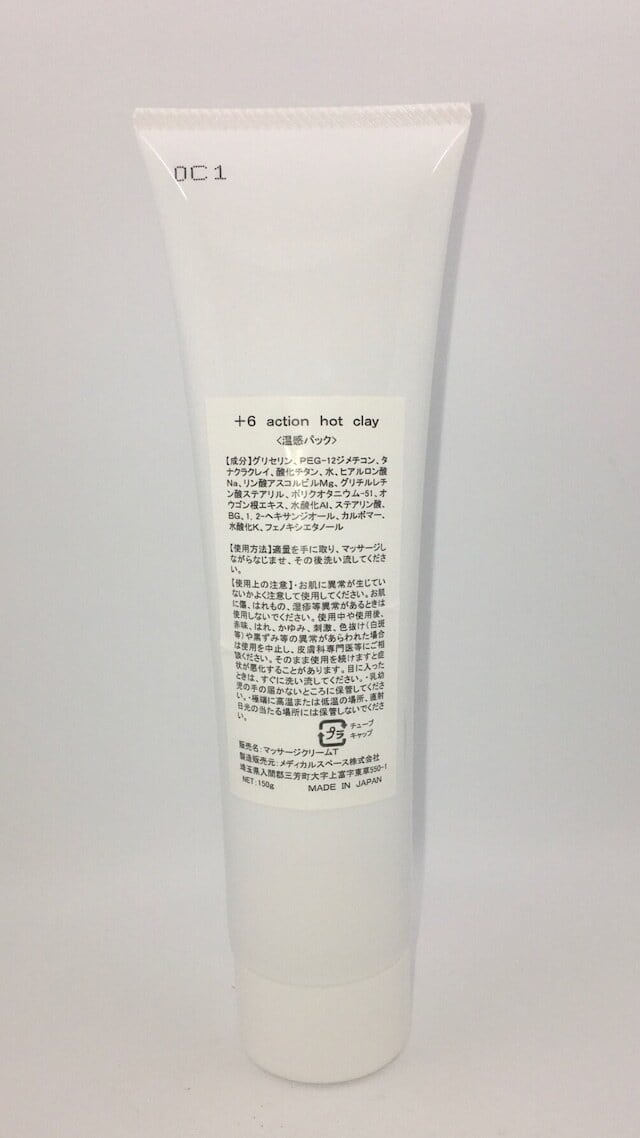 OC1
+6 action hot clay
<温感パック>
【成分】グリセリン、PEG-12ジメチコン、タ
ナクラクレイ、酸化チタン、水、ヒアルロン酸
Na、リン酸アスコルビルMg、グリチルレチ
ン酸ステアリル、ポリクオタニウム-51、オ
ウゴン根エキス、水酸化Al、ステアリン酸、
BG、1,2-ヘキサンジオール、カルボマー、
水酸化K、フェノキシエタノール
【使用方法】適量を手に取り、マッサージし
ながらなじませ、その後洗い流してくださ
い。
【使用上の注意】・お肌に異常が生じてい
ないかよく注意して使用してください。お肌
に傷、はれもの、湿疹等異常があるときは
使用しないでください。使用中や使用後、
赤味、はれ、かゆみ、刺激、色抜け(白斑
等)や黒ずみ等の異常があらわれた場合
は使用を中止し、皮膚科専門医等にご相
談ください。そのまま使用を続けますと症
状が悪化することがあります。目に入った
ときは、すぐに洗い流してください。・乳幼
児の手の届かないところに保管してくださ
い。・極端に高温または低温の場所、直射
日光の当たる場所には保管しないでくださ
い。
プラ
チューブ
キャップ
販売名:マッサージクリームT
製造販売元:メディカルスペース株式会社
埼玉県入間郡三芳町大字上富字東草550-1
NET:150g MADE IN JAPAN